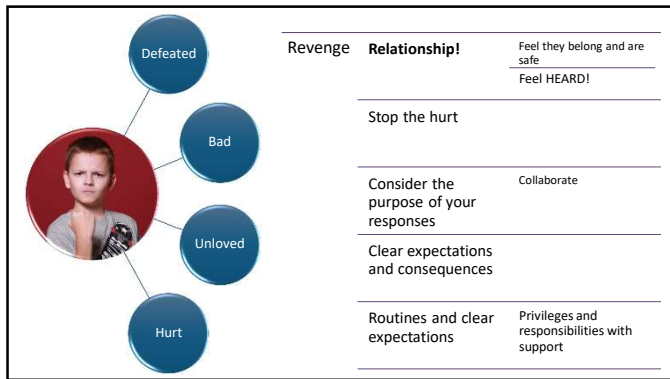 Defeated
Bad
Unloved
Hurt
Revenge
Relationship!
Feel they belong and are
safe
Feel HEARD!
Stop the hurt
Consider the
purpose of your
responses
Collaborate
Clear expectations
and consequences
Routines and clear
expectations
Privileges and
responsibilities with
support